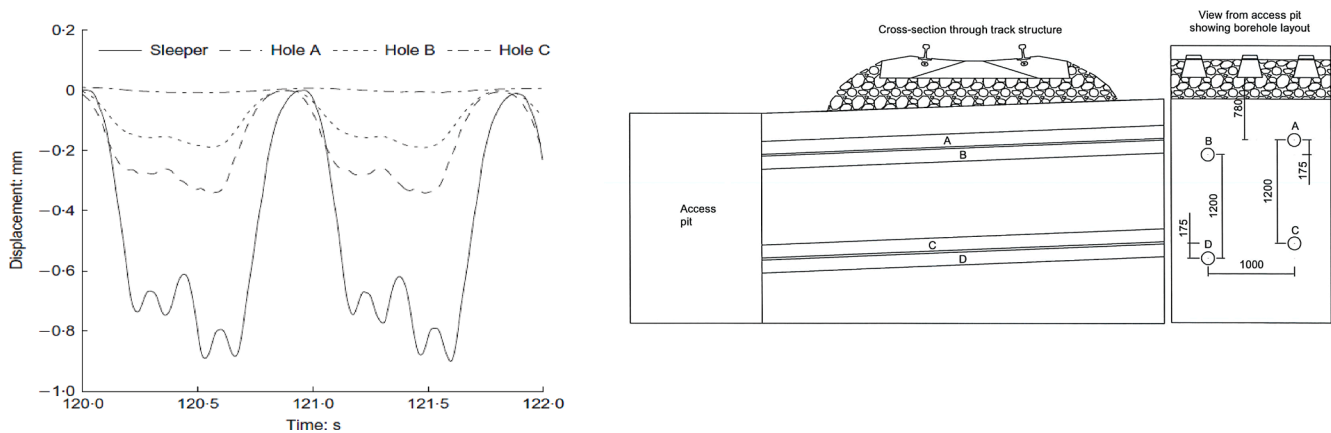 0·2
0
−0·2
−0·4
−0·6
−0·8
−1·0
Displacement: mm
Sleeper
Hole A
Hole B
Hole C
120·0
120·5
121·0
121·5
122·0
Time: s
Cross-section through track structure
Access
pit
A
B
C
D
View from access pit
showing borehole layout
780
A
B
175
1200
1200
175
C
D
1000